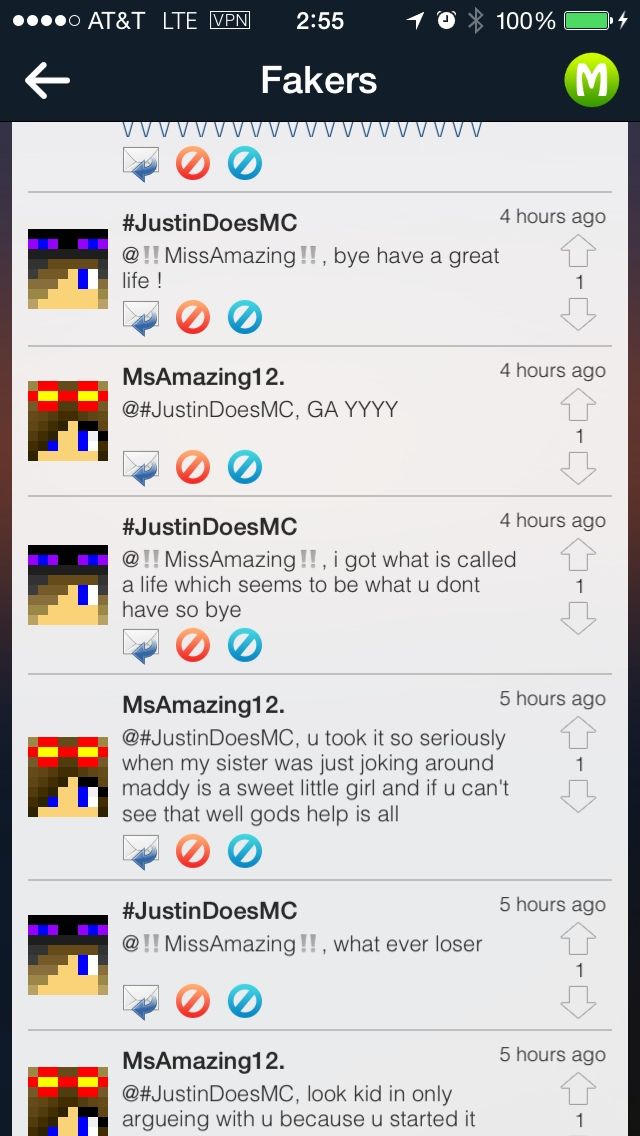 AT&T LTE VPN 2:55 100%
Fakers M
V V V V V V V V V V V V V V V V V V V V
#JustinDoesMC 4 hours ago
@‼️MissAmazing‼️, bye have a great
life !
1
MsAmazing12. 4 hours ago
@#JustinDoesMC, GA YYYY
1
#JustinDoesMC 4 hours ago
@‼️MissAmazing‼️, i got what is called
a life which seems to be what u dont
have so bye
1
MsAmazing12. 5 hours ago
@#JustinDoesMC, u took it so seriously
when my sister was just joking around
maddy is a sweet little girl and if u can't
see that well gods help is all
1
#JustinDoesMC 5 hours ago
@‼️MissAmazing‼️, what ever loser
1
MsAmazing12. 5 hours ago
@#JustinDoesMC, look kid in only
argueing with u because u started it
1